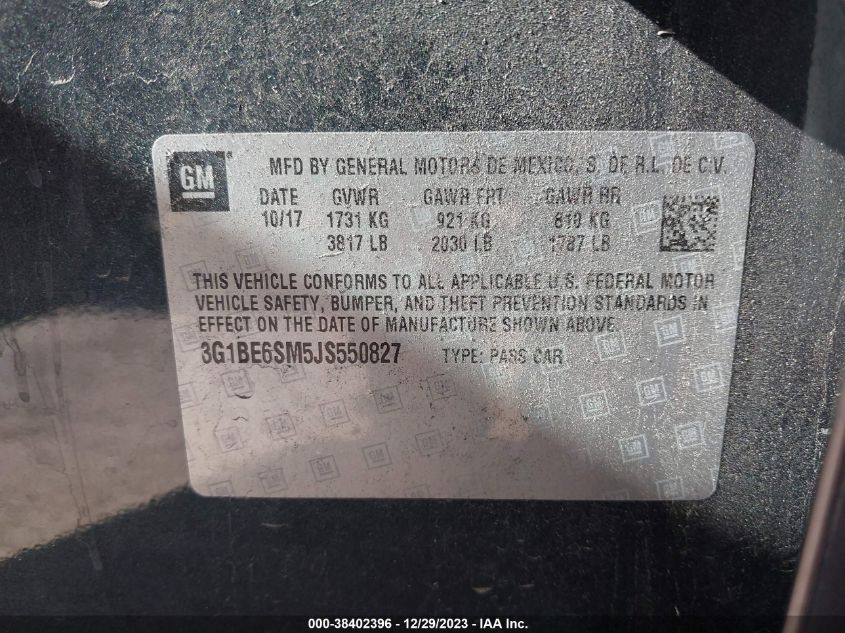 GM
MFD BY GENERAL MOTORS DE MEXICO, S. DE R.L. DE C.V.
DATE GVWR GAWR FRT GAWR RR
10/17 1731 KG 921 KG 810 KG
3817 LB 2030 LB 1787 LB
THIS VEHICLE CONFORMS TO ALL APPLICABLE U.S. FEDERAL MOTOR
VEHICLE SAFETY, BUMPER, AND THEFT PREVENTION STANDARDS IN
EFFECT ON THE DATE OF MANUFACTURE SHOWN ABOVE.
3G1BE6SM5JS550827 TYPE: PASS CAR
000-38402396 - 12/29/2023 - IAA Inc.